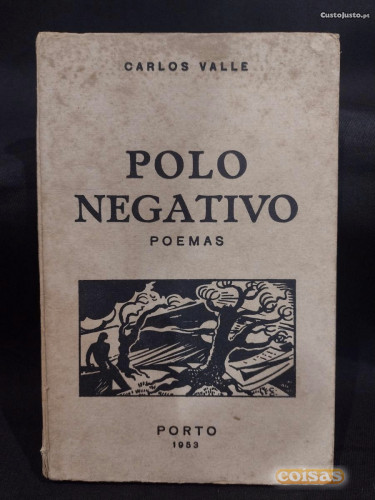 CustoJusto.pt
CARLOS VALLE
POLO
NEGATIVO
POEMAS
PORTO
1953
coisas